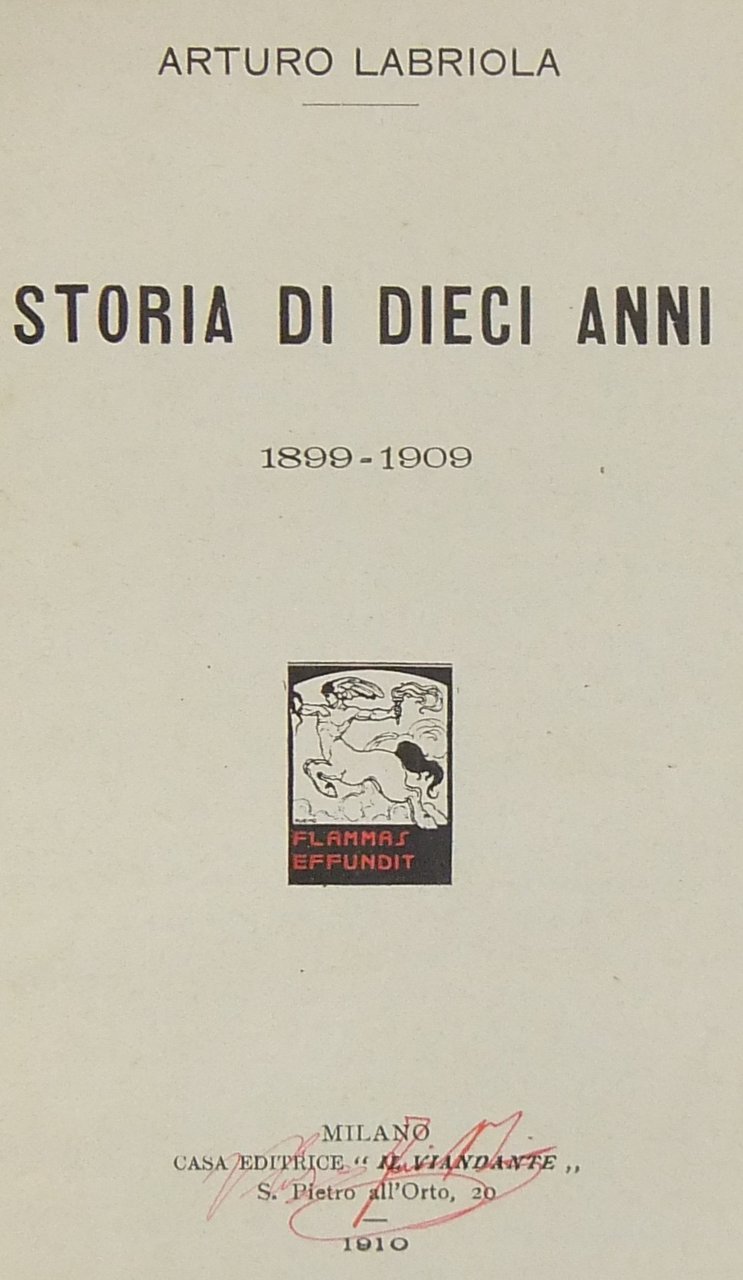 ARTURO LABRIOLA
STORIA DI DIECI ANNI
1899-1909
FLAMMAS
EFFUNDIT
MILANO
CASA EDITRICE “ IL VIANDANTE „
S. Pietro all'Orto, 20
1910